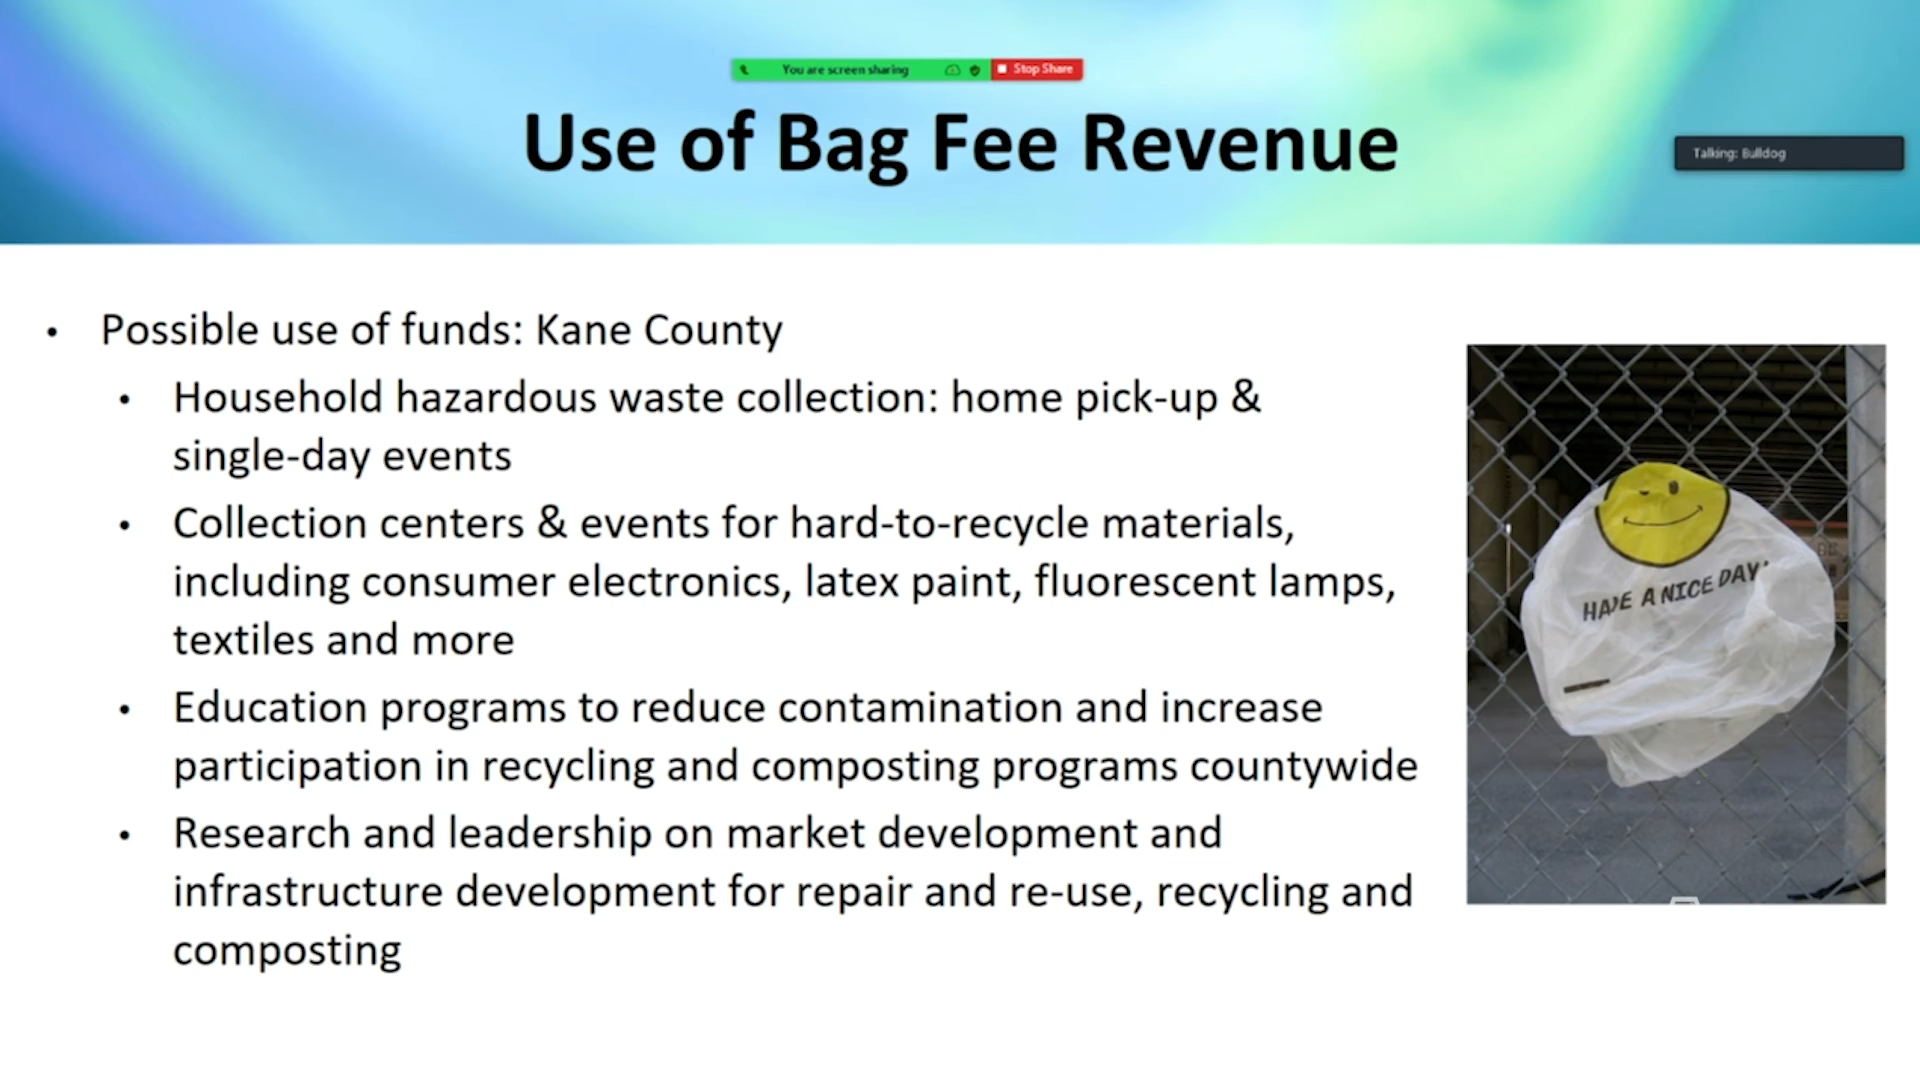 You are screen sharing
Stop Share
Use of Bag Fee Revenue
Talking: Bulldog
• Possible use of funds: Kane County
• Household hazardous waste collection: home pick-up &
single-day events
• Collection centers & events for hard-to-recycle materials,
including consumer electronics, latex paint, fluorescent lamps,
textiles and more
• Education programs to reduce contamination and increase
participation in recycling and composting programs countywide
• Research and leadership on market development and
infrastructure development for repair and re-use, recycling and
composting
HAVE A NICE DAY!